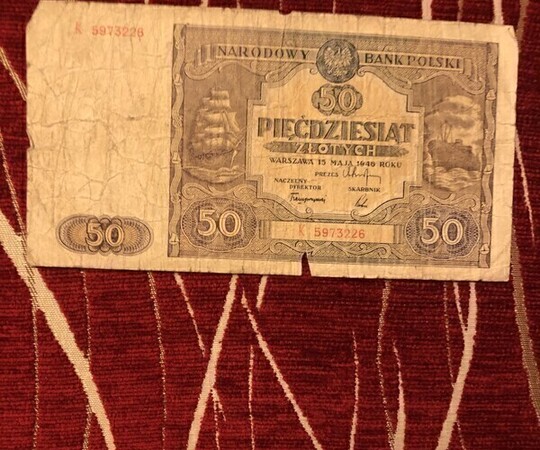 K 5973226
NARODOWY BANK POLSKI
50
PIĘĆDZIESIĄT
ZŁOTYCH
WARSZAWA 15 MAJA 1946 ROKU
PREZES
NACZELNY
DYREKTOR
SKARBNIK
50
50
K 5973226
50